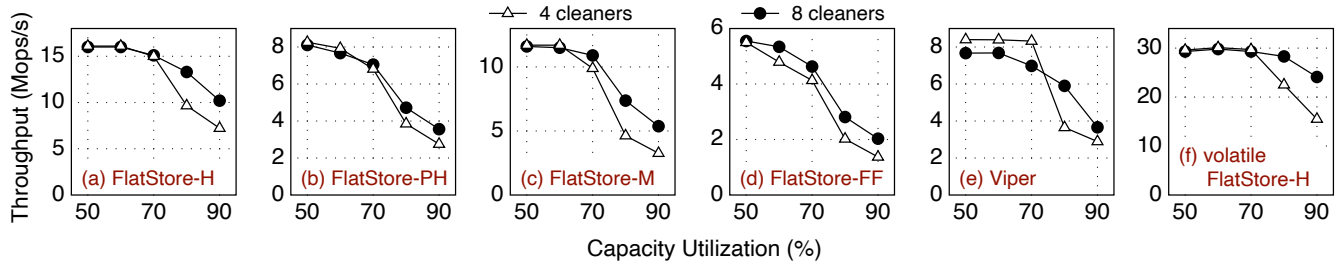 4 cleaners 8 cleaners
Throughput (Mops/s)
15
10
5
0
(a) FlatStore-H
50 70 90
8
6
4
2
0
(b) FlatStore-PH
50 70 90
10
5
0
(c) FlatStore-M
50 70 90
6
4
2
0
(d) FlatStore-FF
50 70 90
8
6
4
2
0
(e) Viper
50 70 90
30
20
10
0
(f) volatile
FlatStore-H
50 70 90
Capacity Utilization (%)